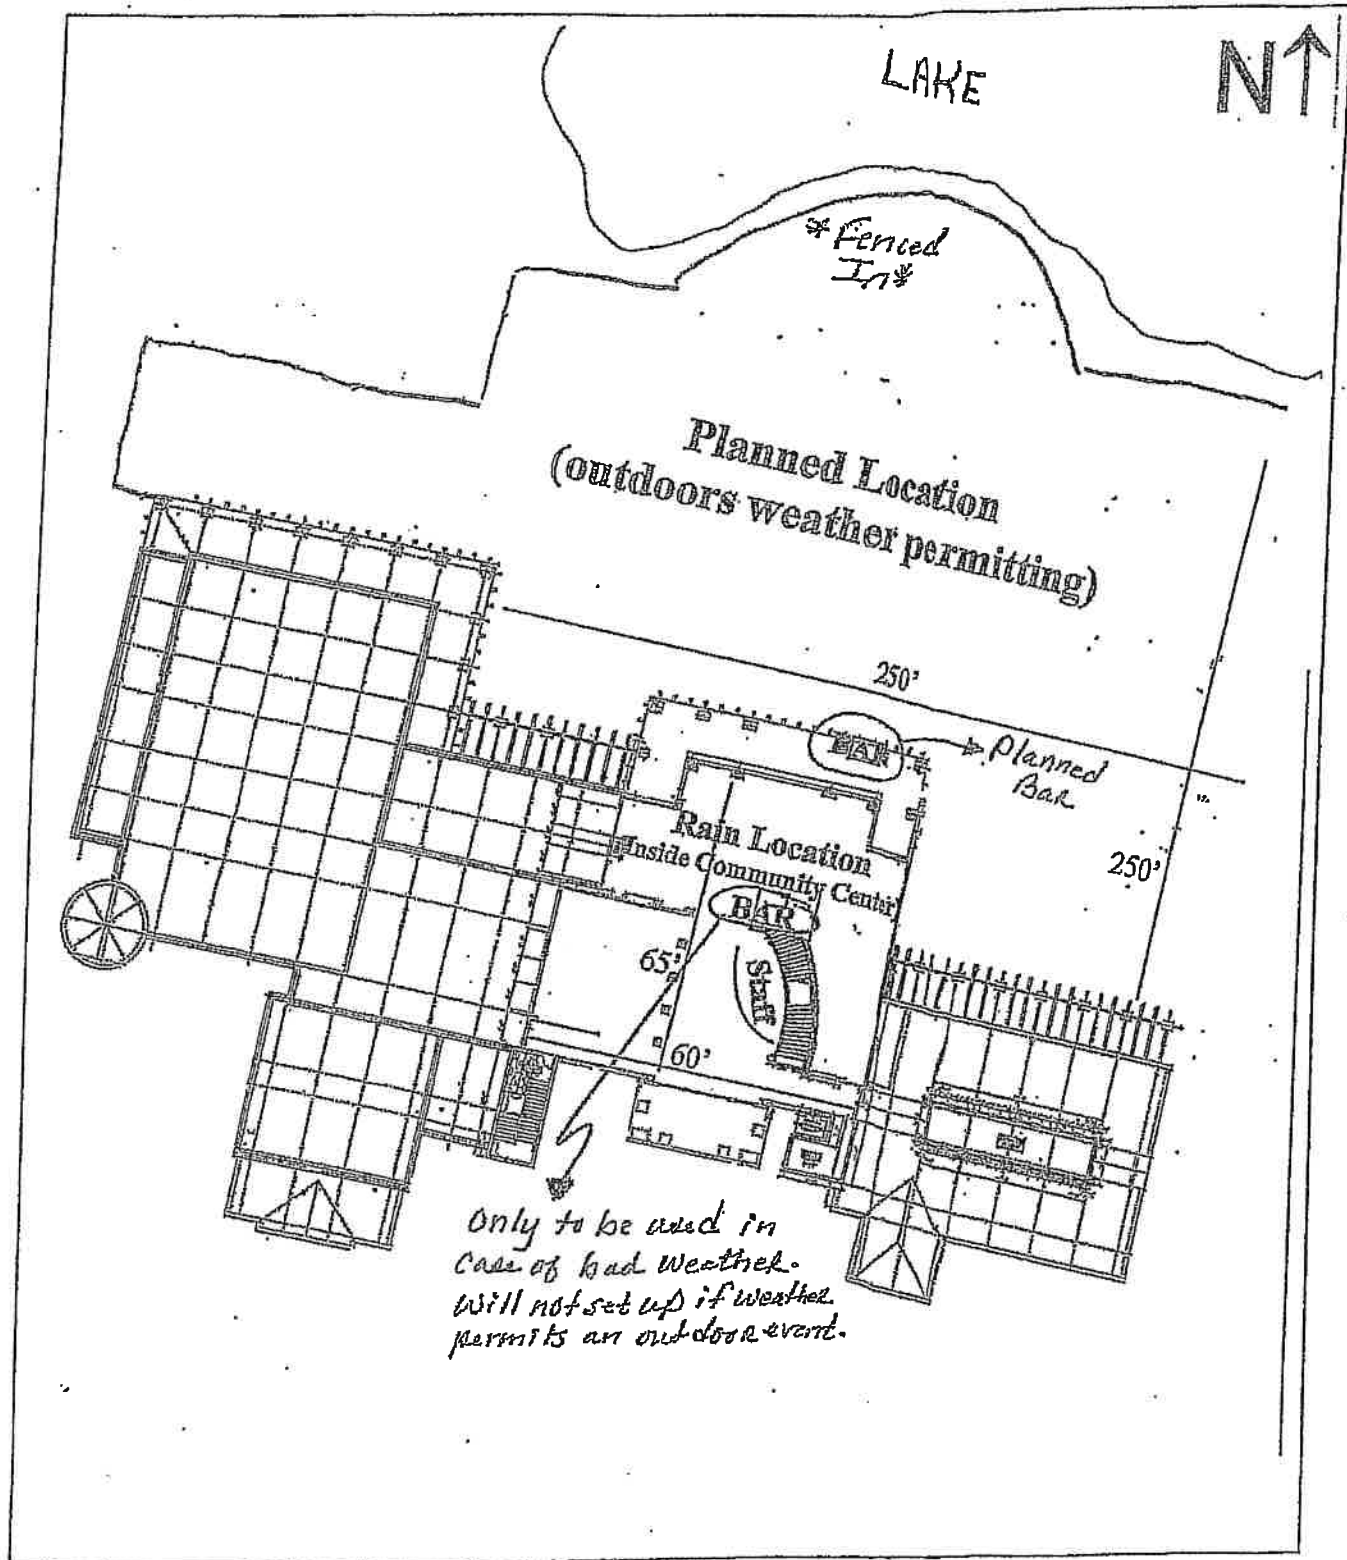 LAKE
N
*Fenced
In*
Planned Location
(outdoors weather permitting)
250'
BAR
Planned
Bar
Rain Location
(Inside Community Center)
250'
BAR
65'
Staff
60'
Only to be used in
case of bad weather.
Will not set up if weather
permits an outdoor event.